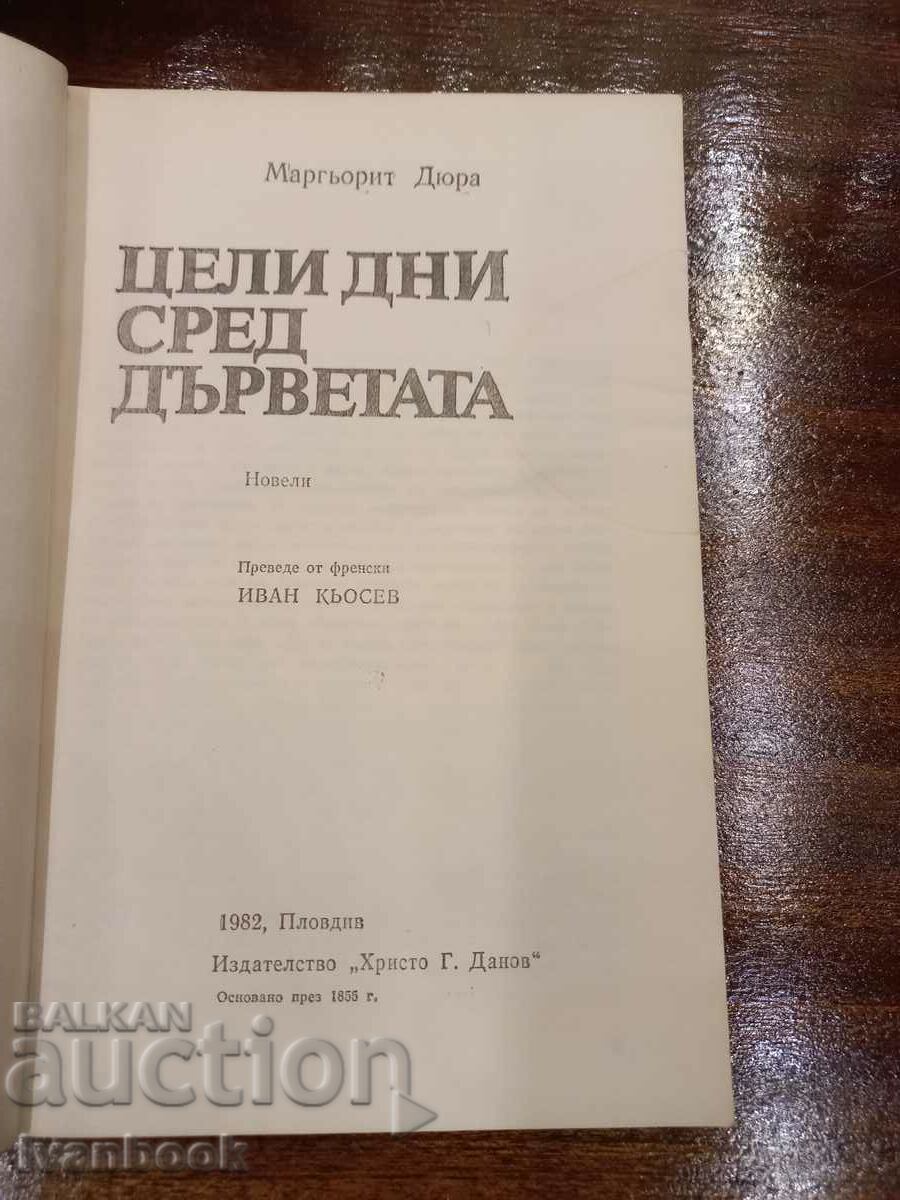 Маргьорит Дюра
ЦЕЛИ ДНИ
СРЕД
ДЪРВЕТАТА
Новели
Преведе от френски
ИВАН КЬОСЕВ
1982, Пловдив
Издателство „Христо Г. Данов“
Основано през 1855 г.
BALKAN
auction
Ivanbook